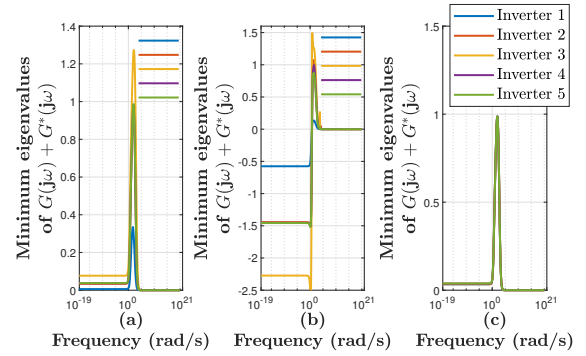 Minimum eigenvalues
of G(jω) + G*(jω)
1.4
1.2
1
0.8
0.6
0.4
0.2
0
10^-19
10^0
10^21
(a)
Frequency (rad/s)
Minimum eigenvalues
of G(jω) + G*(jω)
1.5
1
0.5
0
-0.5
-1
-1.5
-2
-2.5
10^-19
10^0
10^21
(b)
Frequency (rad/s)
Minimum eigenvalues
of G(jω) + G*(jω)
1.5
1
0.5
0
10^-19
10^0
10^21
(c)
Frequency (rad/s)
Inverter 1
Inverter 2
Inverter 3
Inverter 4
Inverter 5